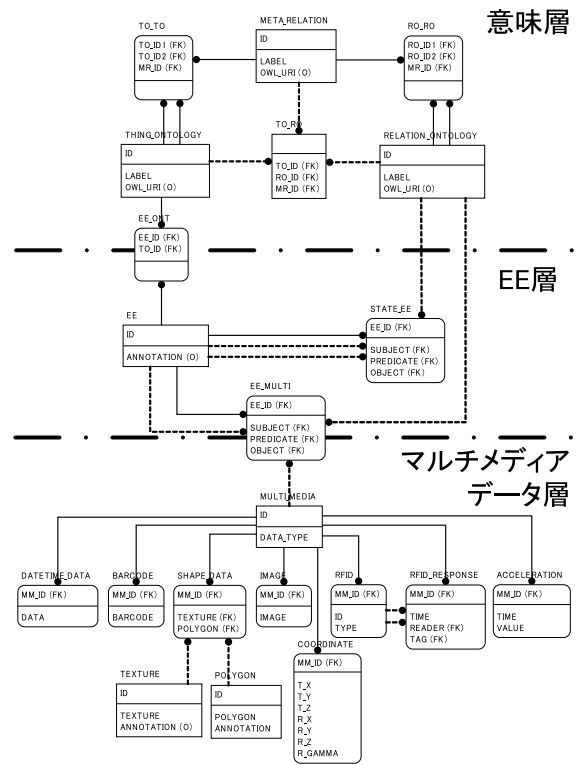 意味層
TO_TO
TO_ID1 (FK)
TO_ID2 (FK)
MR_ID (FK)
META_RELATION
ID
LABEL
OWL_URI (O)
RO_RO
RO_ID1 (FK)
RO_ID2 (FK)
MR_ID (FK)
THING_ONTOLOGY
ID
LABEL
OWL_URI (O)
TO_RO
TO_ID (FK)
RO_ID (FK)
MR_ID (FK)
RELATION_ONTOLOGY
ID
LABEL
OWL_URI (O)
EE_ONT
EE_ID (FK)
TO_ID (FK)
EE層
EE
ID
ANNOTATION (O)
STATE_EE
EE_ID (FK)
SUBJECT (FK)
PREDICATE (FK)
OBJECT (FK)
EE_MULTI
EE_ID (FK)
SUBJECT (FK)
PREDICATE (FK)
OBJECT (FK)
マルチメディア
データ層
MULTIMEDIA
ID
DATA_TYPE
DATETIME_DATA
MM_ID (FK)
DATA
BARCODE
MM_ID (FK)
BARCODE
SHAPE_DATA
MM_ID (FK)
TEXTURE (FK)
POLYGON (FK)
IMAGE
MM_ID (FK)
IMAGE
RFID
MM_ID (FK)
ID
TYPE
RFID_RESPONSE
MM_ID (FK)
TIME
READER (FK)
TAG (FK)
ACCELERATION
MM_ID (FK)
TIME
VALUE
COORDINATE
MM_ID (FK)
T_X
T_Y
T_Z
R_X
R_Y
R_Z
R_GAMMA
TEXTURE
ID
TEXTURE
ANNOTATION (O)
POLYGON
ID
POLYGON
ANNOTATION